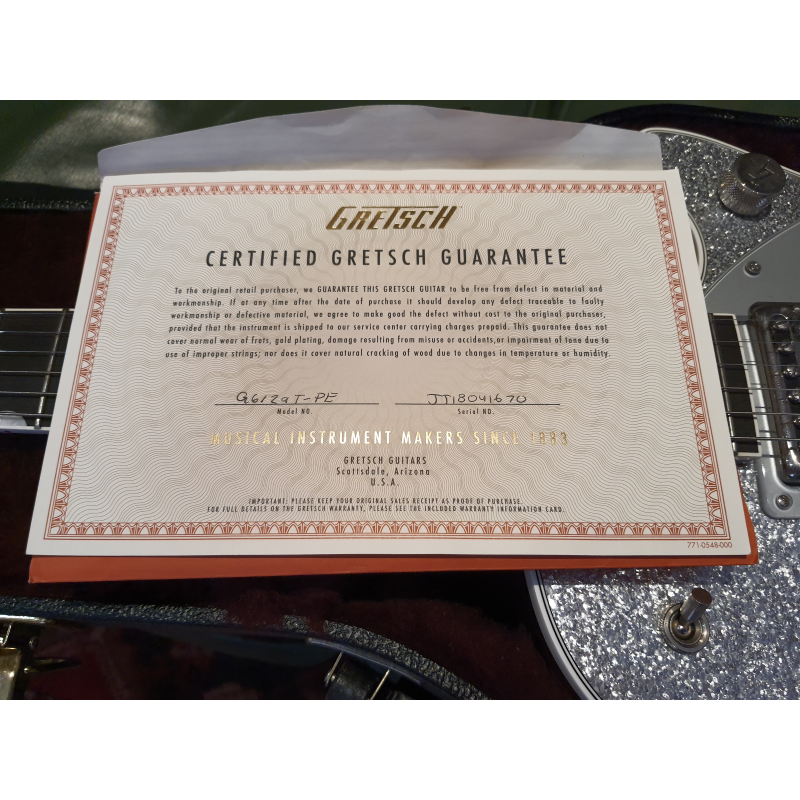 GRETSCH
CERTIFIED GRETSCH GUARANTEE
To the original retail purchaser, we GUARANTEE THIS GRETSCH GUITAR to be free from defect in material and
workmanship. If at any time after the date of purchase it should develop any defect traceable to faulty
workmanship or defective material, we agree to make good the defect without cost to the original purchaser,
provided that the instrument is shipped to our service center carrying charges prepaid. This guarantee does not
cover normal wear of frets, gold plating, damage resulting from misuse or accidents,or impairment of tone due to
use of improper strings; nor does it cover natural cracking of wood due to changes in temperature or humidity.
G6129T-PE JT18041670
Model NO. Serial NO.
MUSICAL INSTRUMENT MAKERS SINCE 1883
GRETSCH GUITARS
Scottsdale, Arizona
U.S.A.
IMPORTANT: PLEASE KEEP YOUR ORIGINAL SALES RECEIPT AS PROOF OF PURCHASE.
FOR FULL DETAILS ON THE GRETSCH WARRANTY, PLEASE SEE THE INCLUDED WARRANTY INFORMATION CARD.
771-0548-000